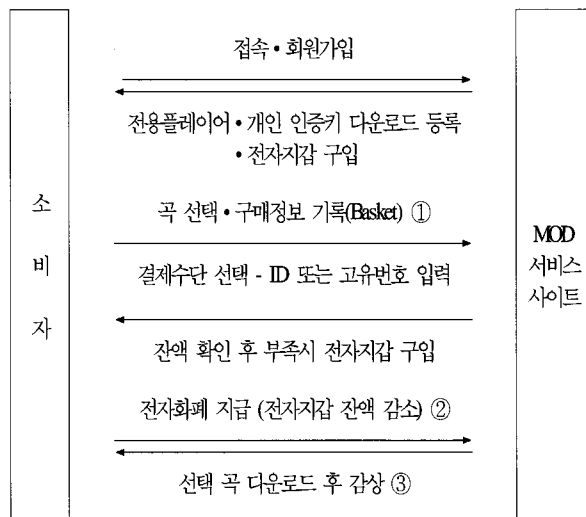 접속 • 회원가입
전용플레이어 • 개인 인증키 다운로드 등록
• 전자지갑 구입
소
비
자
곡 선택 • 구매정보 기록(Basket) ①
결제수단 선택 - ID 또는 고유번호 입력
잔액 확인 후 부족시 전자지갑 구입
전자화폐 지급 (전자지갑 잔액 감소) ②
선택 곡 다운로드 후 감상 ③
MOD
서비스
사이트